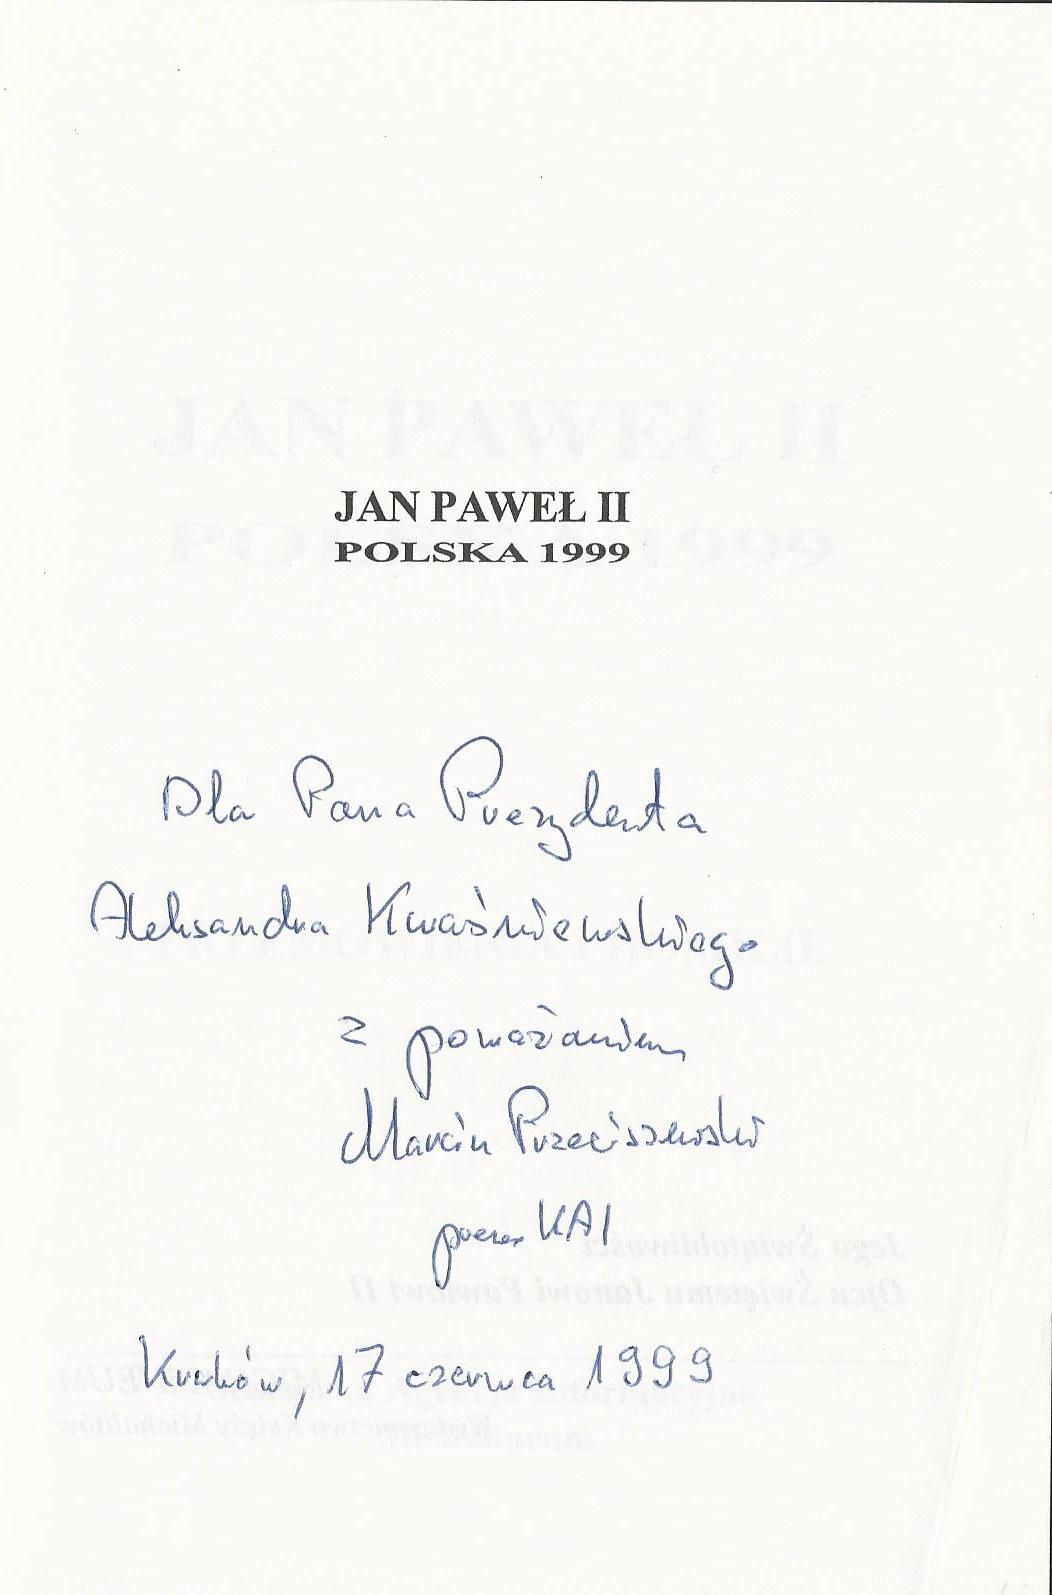 JAN PAWEŁ II
POLSKA 1999
Dla Pana Prezydenta
Aleksandra Kwaśniewskiego
z poważaniem
Marcin Przeciszewski
prezes KAI
Kraków, 17 czerwca 1999